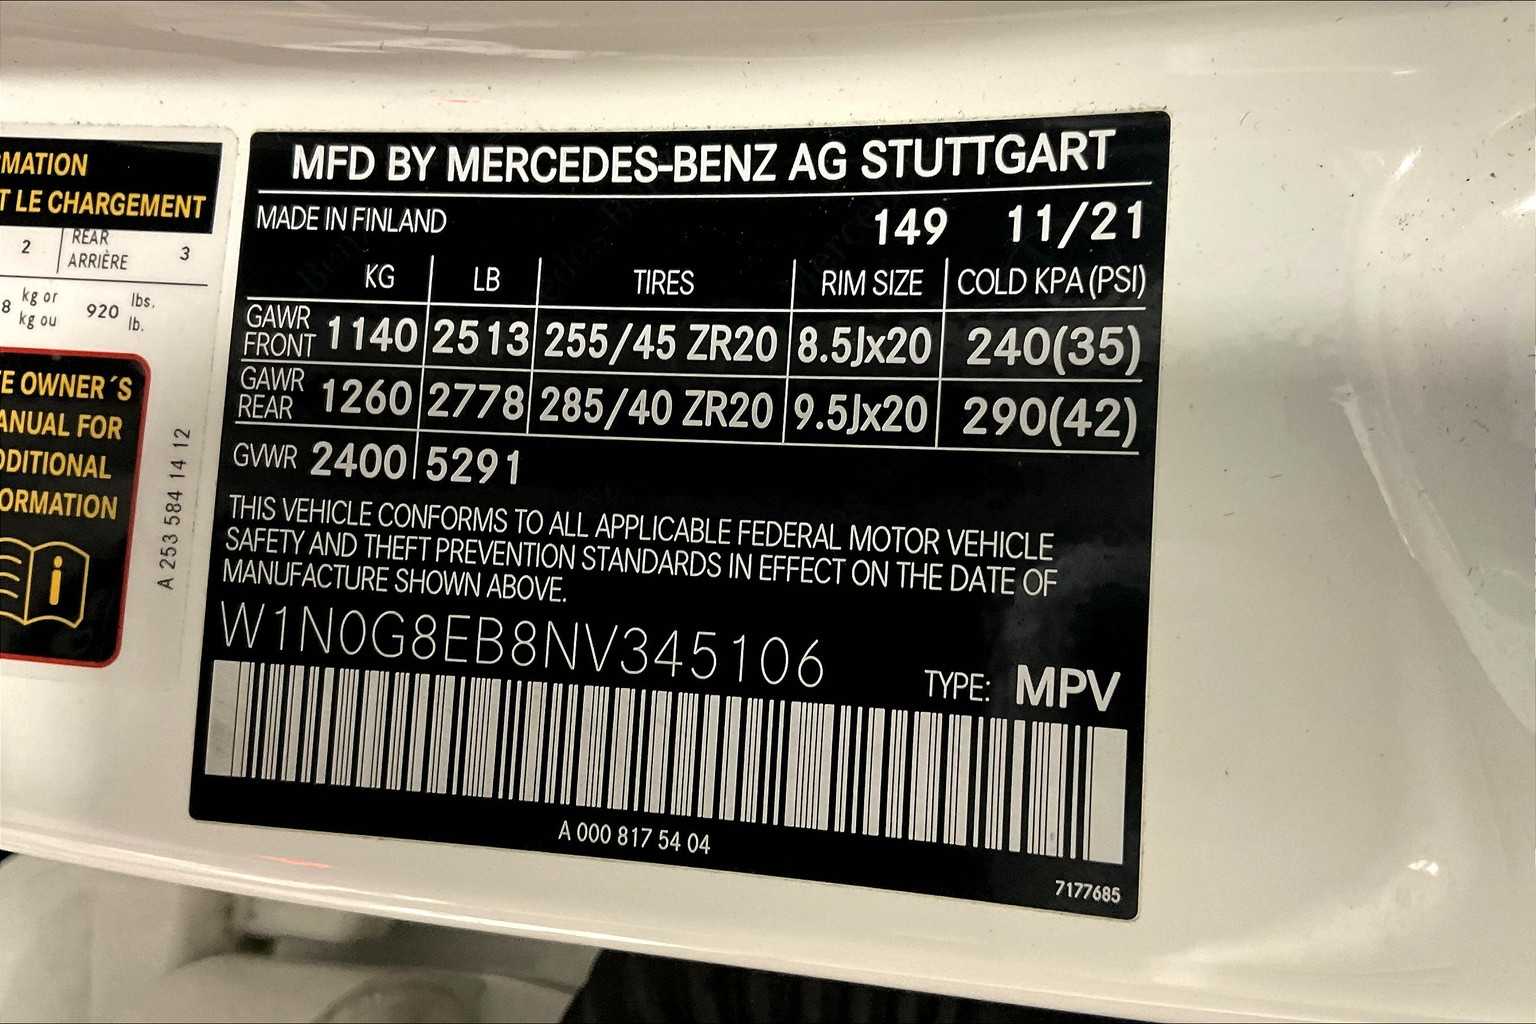 MATION
T LE CHARGEMENT
2 REAR ARRIÈRE 3
8 kg or kg ou 920 lbs. lb.
OWNER´S
ANUAL FOR
DDITIONAL
ORMATION
i
A 253 584 14 12
MFD BY MERCEDES-BENZ AG STUTTGART
MADE IN FINLAND 149 11/21
KG LB TIRES RIM SIZE COLD KPA (PSI)
GAWR FRONT 1140 2513 255/45 ZR20 8.5Jx20 240(35)
GAWR REAR 1260 2778 285/40 ZR20 9.5Jx20 290(42)
GVWR 2400 5291
THIS VEHICLE CONFORMS TO ALL APPLICABLE FEDERAL MOTOR VEHICLE
SAFETY AND THEFT PREVENTION STANDARDS IN EFFECT ON THE DATE OF
MANUFACTURE SHOWN ABOVE.
W1N0G8EB8NV345106
TYPE: MPV
A 000 817 54 04
7177685